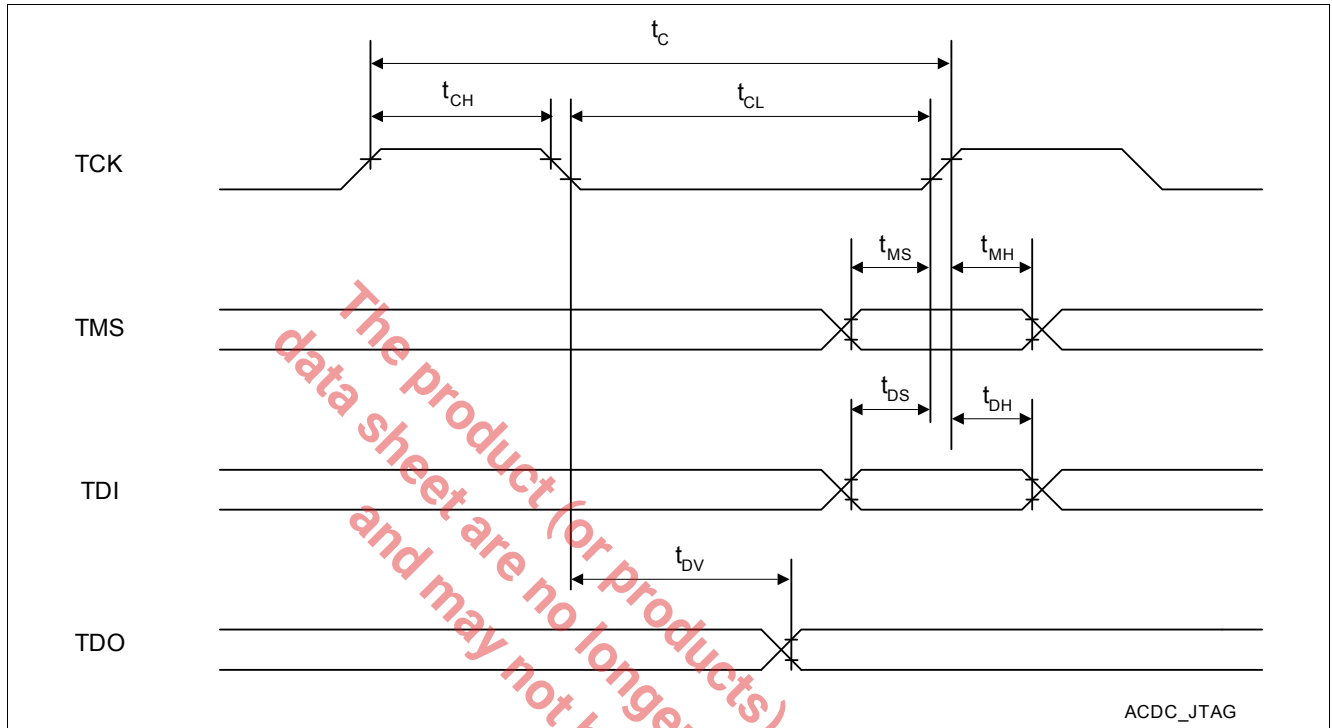 tC
tCH
tCL
TCK
tMS
tMH
TMS
tDS
tDH
TDI
tDV
TDO
ACDC_JTAG
The product (or products)
data sheet are no longer
and may not